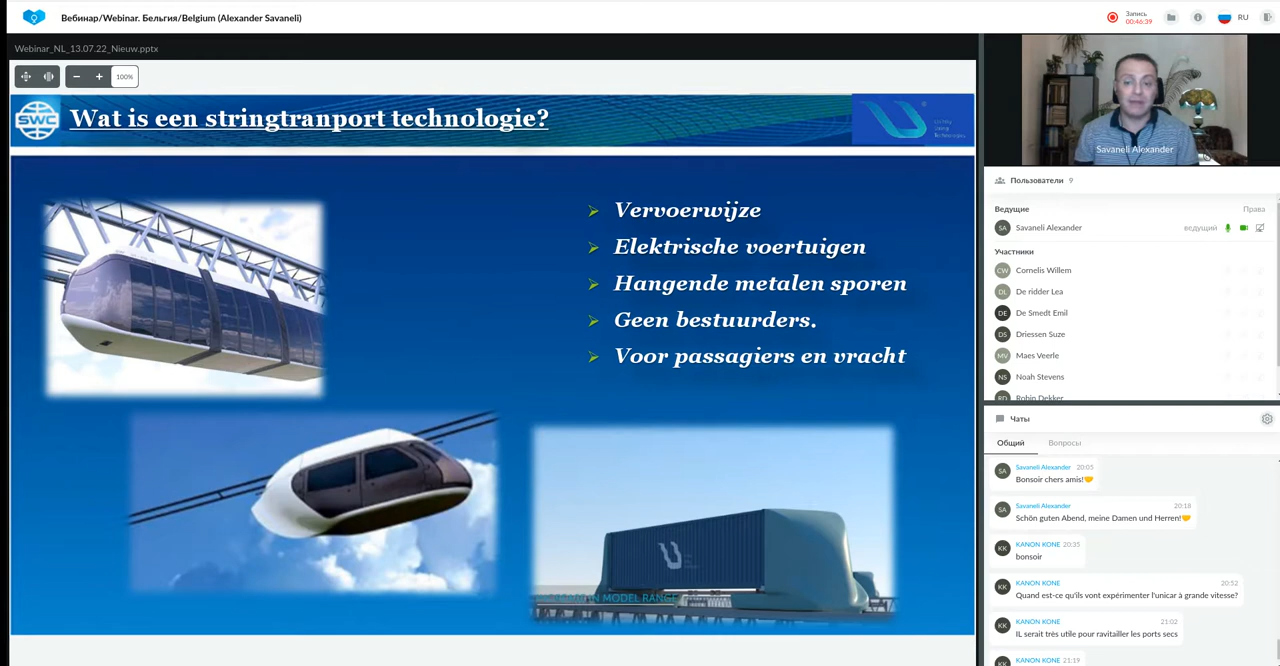 Вебинар/Webinar. Бельгия/Belgium (Alexander Savaneli)
Запись
00:46:39
RU
Webinar_NL_13.07.22_Nieuw.pptx
100%
SWC
Wat is een stringtranport technologie?
Vervoerwijze
Elektrische voertuigen
Hangende metalen sporen
Geen bestuurders.
Voor passagiers en vracht
MODEL RANGE
Savaneli Alexander
Пользователи 9
Ведущие
Права
SA Savaneli Alexander ведущий
Участники
CW Cornelis Willem
DL De ridder Lea
DE De Smedt Emil
DS Driessen Suze
MV Maes Veerle
NS Noah Stevens
RD Robin Dekker
Чаты
Общий Вопросы
SA Savaneli Alexander 20:05
Bonsoir chers amis!🧡
SA Savaneli Alexander 20:18
Schön guten Abend, meine Damen und Herren!🧡
KK KANON KONE 20:35
bonsoir
KK KANON KONE 20:52
Quand est-ce qu'ils vont expérimenter l'unicar à grande vitesse?
KK KANON KONE 21:02
IL serait très utile pour ravitailler les ports secs
KK KANON KONE 21:19